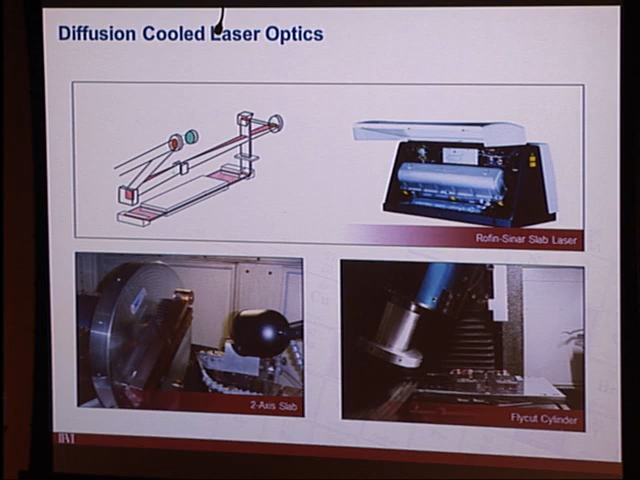 Diffusion Cooled Laser Optics
Rofin-Sinar Slab Laser
2-Axis Slab
Flycut Cylinder